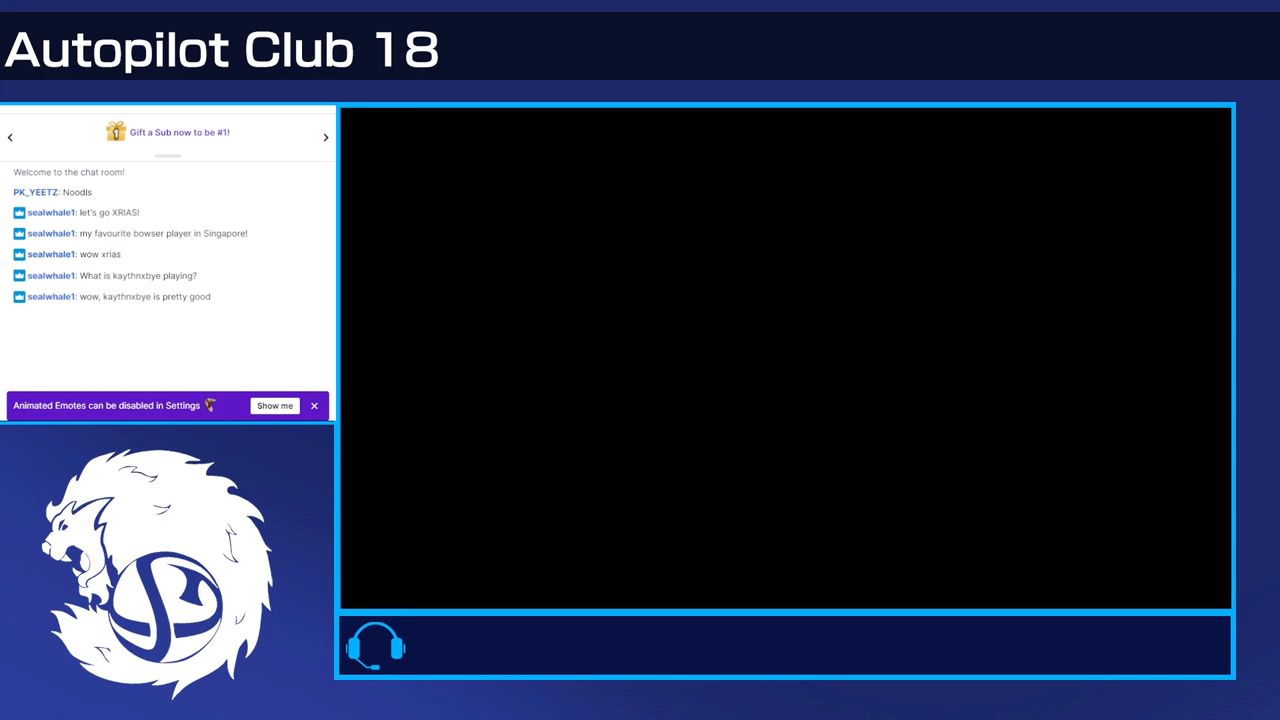 Autopilot Club 18
Gift a Sub now to be #1!
Welcome to the chat room!
PK_YEETZ: Noodls
sealwhale1: let's go XRIAS!
sealwhale1: my favourite bowser player in Singapore!
sealwhale1: wow xrias
sealwhale1: What is kaythnxbye playing?
sealwhale1: wow, kaythnxbye is pretty good
Animated Emotes can be disabled in Settings Show me